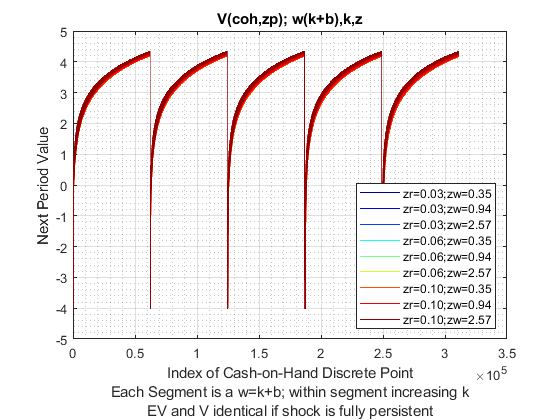 V(coh,zp); w(k+b),k,z
5
4
3
2
1
0
-1
-2
-3
-4
-5
Next Period Value
zr=0.03;zw=0.35
zr=0.03;zw=0.94
zr=0.03;zw=2.57
zr=0.06;zw=0.35
zr=0.06;zw=0.94
zr=0.06;zw=2.57
zr=0.10;zw=0.35
zr=0.10;zw=0.94
zr=0.10;zw=2.57
0 0.5 1 1.5 2 2.5 3 3.5
Index of Cash-on-Hand Discrete Point
×10⁵
Each Segment is a w=k+b; within segment increasing k
EV and V identical if shock is fully persistent